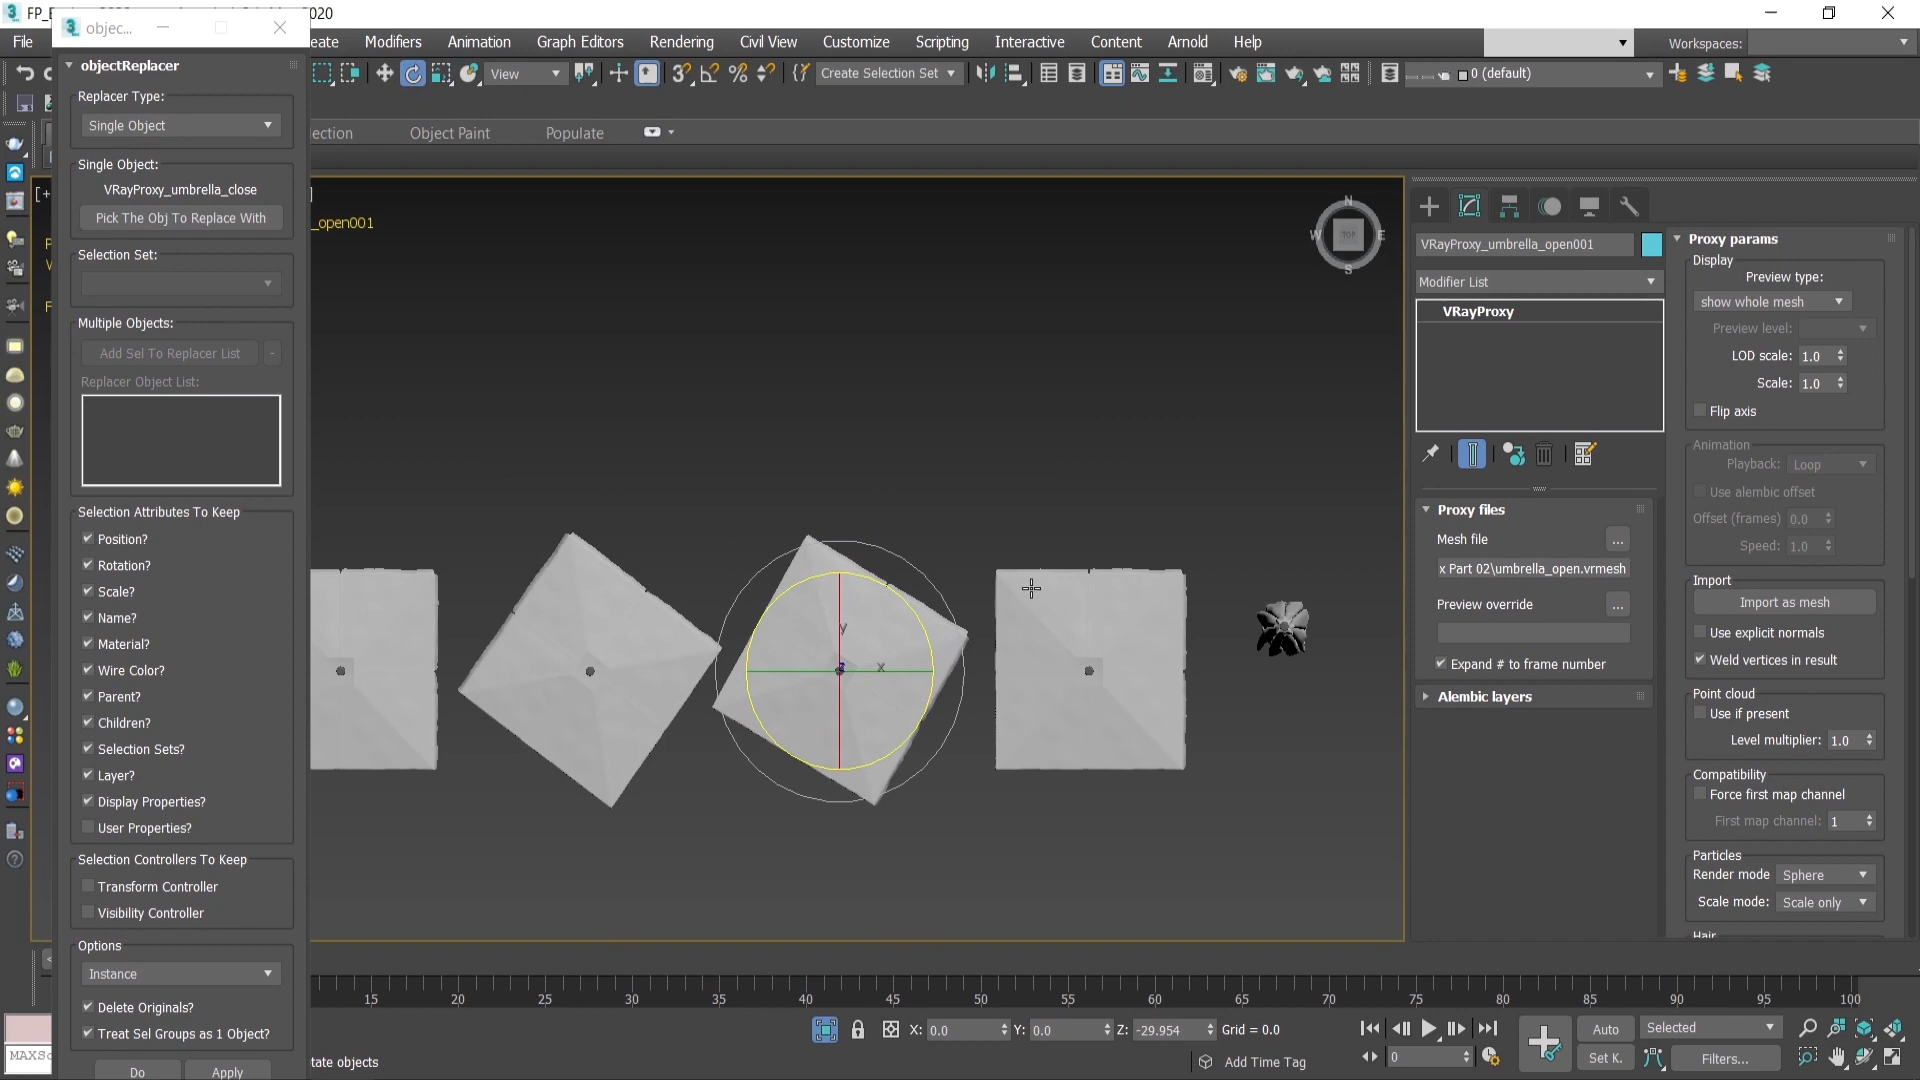 2020
objec...
File
Modifiers
Animation
Graph Editors
Rendering
Civil View
Customize
Scripting
Interactive
Content
Arnold
Help
Workspaces:
View
Create Selection Set
0 (default)
Object Paint
Populate
objectReplacer
Replacer Type:
Single Object
Single Object:
VRayProxy_umbrella_close
Pick The Obj To Replace With
Selection Set:
Multiple Objects:
Add Sel To Replacer List
-
Replacer Object List:
Selection Attributes To Keep
Position?
Rotation?
Scale?
Name?
Material?
Wire Color?
Parent?
Children?
Selection Sets?
Layer?
Display Properties?
User Properties?
Selection Controllers To Keep
Transform Controller
Visibility Controller
Options
Instance
Delete Originals?
Treat Sel Groups as 1 Object?
Do
Apply
[+
]
_open001
N
W
TOP
E
S
y
x
VRayProxy_umbrella_open001
Modifier List
VRayProxy
Proxy files
Mesh file
...
x Part 02\umbrella_open.vrmesh
Preview override
...
Expand # to frame number
Alembic layers
Proxy params
Display
Preview type:
show whole mesh
Preview level:
LOD scale: 1.0
Scale: 1.0
Flip axis
Animation
Playback: Loop
Use alembic offset
Offset (frames) 0.0
Speed: 1.0
Import
Import as mesh
Use explicit normals
Weld vertices in result
Point cloud
Use if present
Level multiplier: 1.0
Compatibility
Force first map channel
First map channel: 1
Particles
Render mode Sphere
Scale mode: Scale only
Hair
15 20 25 30 35 40 45 50 55 60 65 70 75 80 85 90 95 100
X: 0.0 Y: 0.0 Z: -29.954 Grid = 0.0
tate objects
Add Time Tag
0
Auto
Selected
Set K.
Filters...